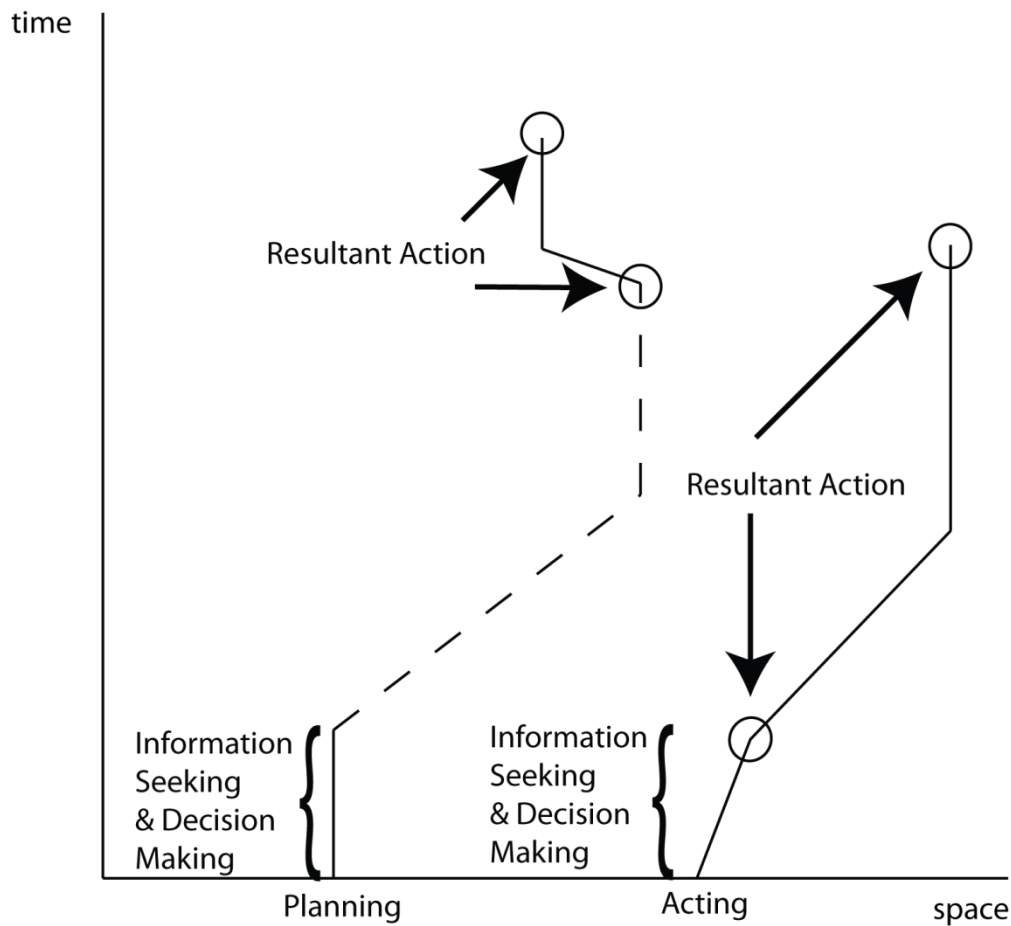 time
Resultant Action
Resultant Action
Information
Seeking
& Decision
Making
Information
Seeking
& Decision
Making
Planning
Acting
space